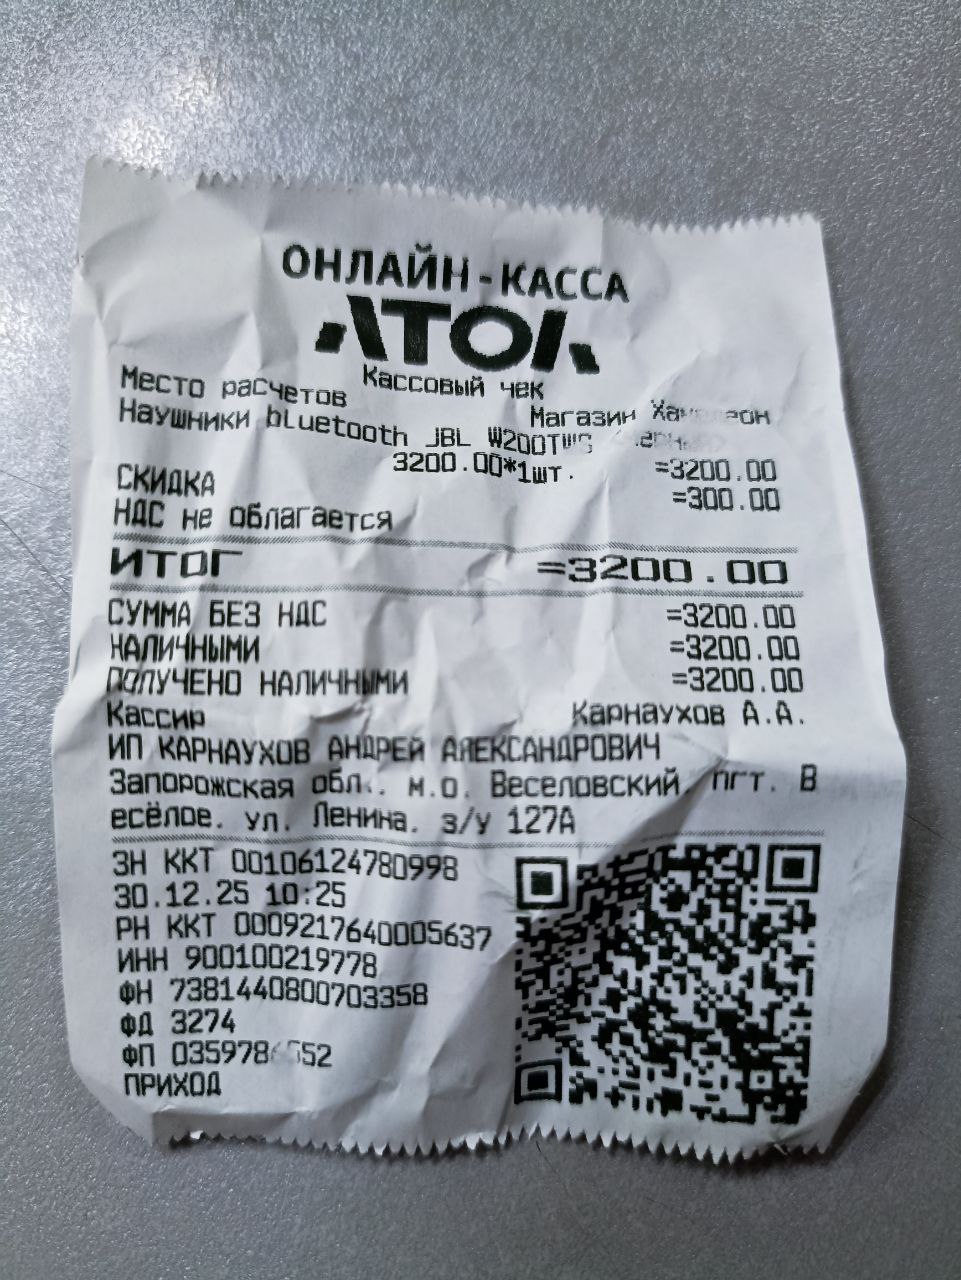 ОНЛАЙН-КАССА
АТОЛ
Кассовый чек
Место расчетов Магазин
Наушники bluetooth JBL W200TWS
3200.00*1шт. =3200.00
СКИДКА =300.00
НДС не облагается
ИТОГ =3200.00
СУММА БЕЗ НДС =3200.00
НАЛИЧНЫМИ =3200.00
ПОЛУЧЕНО НАЛИЧНЫМИ =3200.00
Кассир Карнаухов А.А.
ИП КАРНАУХОВ АНДРЕЙ АЛЕКСАНДРОВИЧ
Запорожская обл., м.о. Веселовский, пгт. В
есёлое, ул. Ленина, з/у 127А
ЗН ККТ 00106124780998
30.12.25 10:25
РН ККТ 0009217640005637
ИНН 900100219778
ФН 7381440800703358
ФД 3274
ФП
ПРИХОД